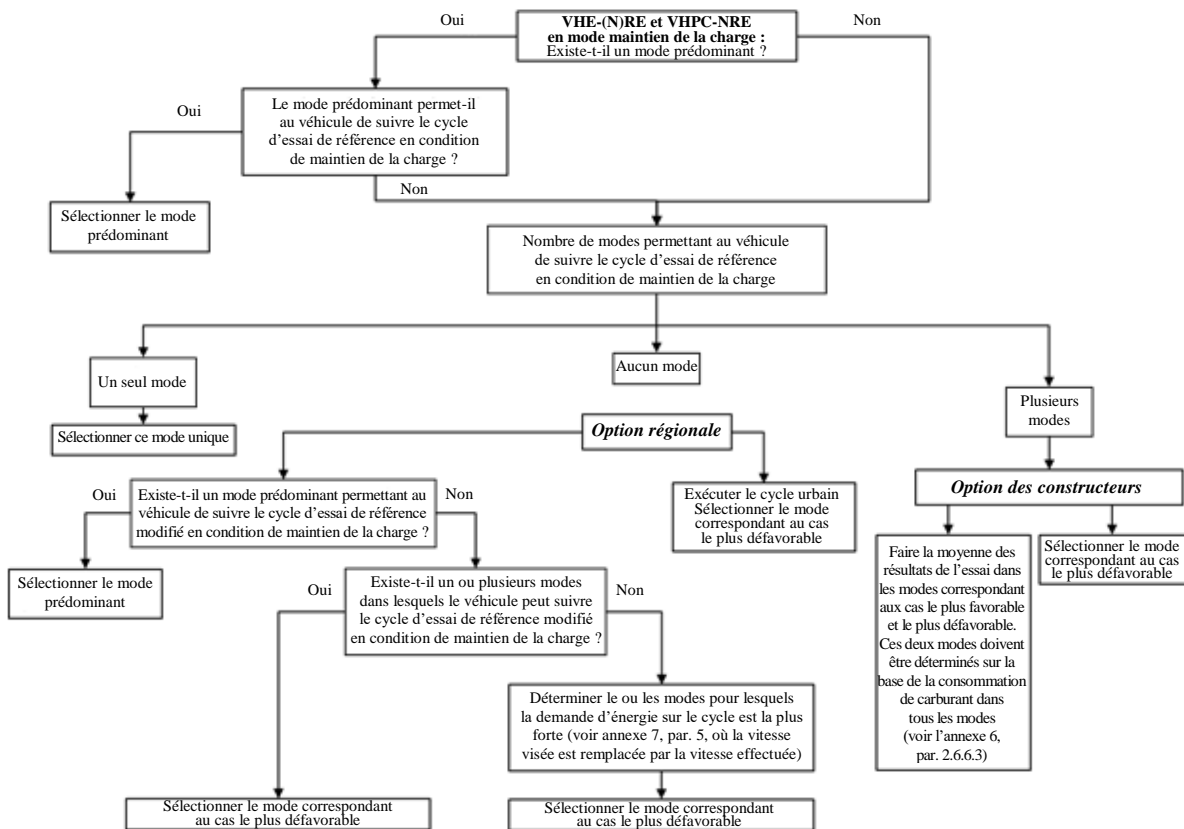 VHE-(N)RE et VHPC-NRE
en mode maintien de la charge :
Existe-t-il un mode prédominant ?
Oui
Non
Le mode prédominant permet-il
au véhicule de suivre le cycle
d’essai de référence en condition
de maintien de la charge ?
Oui
Non
Sélectionner le mode
prédominant
Nombre de modes permettant au véhicule
de suivre le cycle d’essai de référence
en condition de maintien de la charge
Un seul mode
Aucun mode
Plusieurs
modes
Sélectionner ce mode unique
Option régionale
Option des constructeurs
Oui
Existe-t-il un mode prédominant permettant au
véhicule de suivre le cycle d’essai de référence
modifié en condition de maintien de la charge ?
Non
Exécuter le cycle urbain
Sélectionner le mode
correspondant au cas
le plus défavorable
Faire la moyenne des
résultats de l’essai dans
les modes correspondant
aux cas le plus favorable
et le plus défavorable.
Ces deux modes doivent
être déterminés sur la
base de la consommation
de carburant dans
tous les modes
(voir l’annexe 6,
par. 2.6.6.3)
Sélectionner le mode
correspondant au cas
le plus défavorable
Sélectionner le mode
prédominant
Oui
Existe-t-il un ou plusieurs modes
dans lesquels le véhicule peut suivre
le cycle d’essai de référence modifié
en condition de maintien de la charge ?
Non
Déterminer le ou les modes pour lesquels
la demande d’énergie sur le cycle est la plus
forte (voir annexe 7, par. 5, où la vitesse
visée est remplacée par la vitesse effectuée)
Sélectionner le mode correspondant
au cas le plus défavorable
Sélectionner le mode correspondant
au cas le plus défavorable